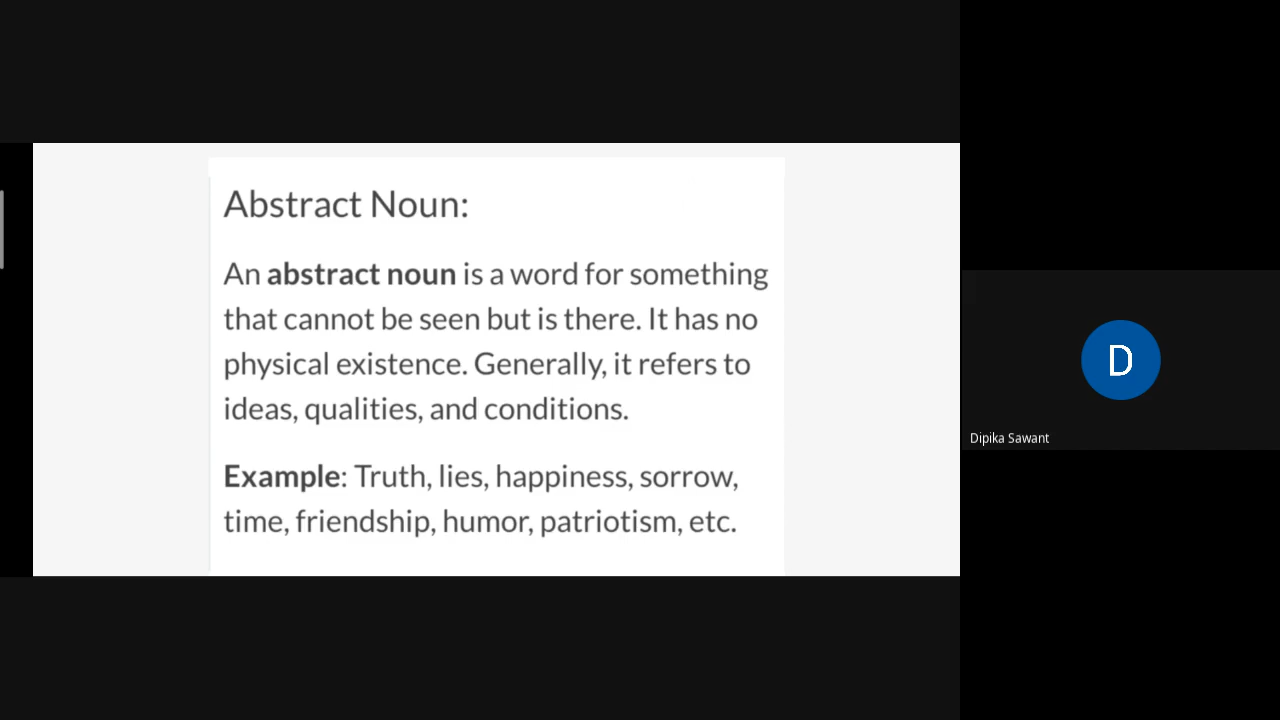 Abstract Noun:
An abstract noun is a word for something
that cannot be seen but is there. It has no
physical existence. Generally, it refers to
ideas, qualities, and conditions.
Example: Truth, lies, happiness, sorrow,
time, friendship, humor, patriotism, etc.
D
Dipika Sawant